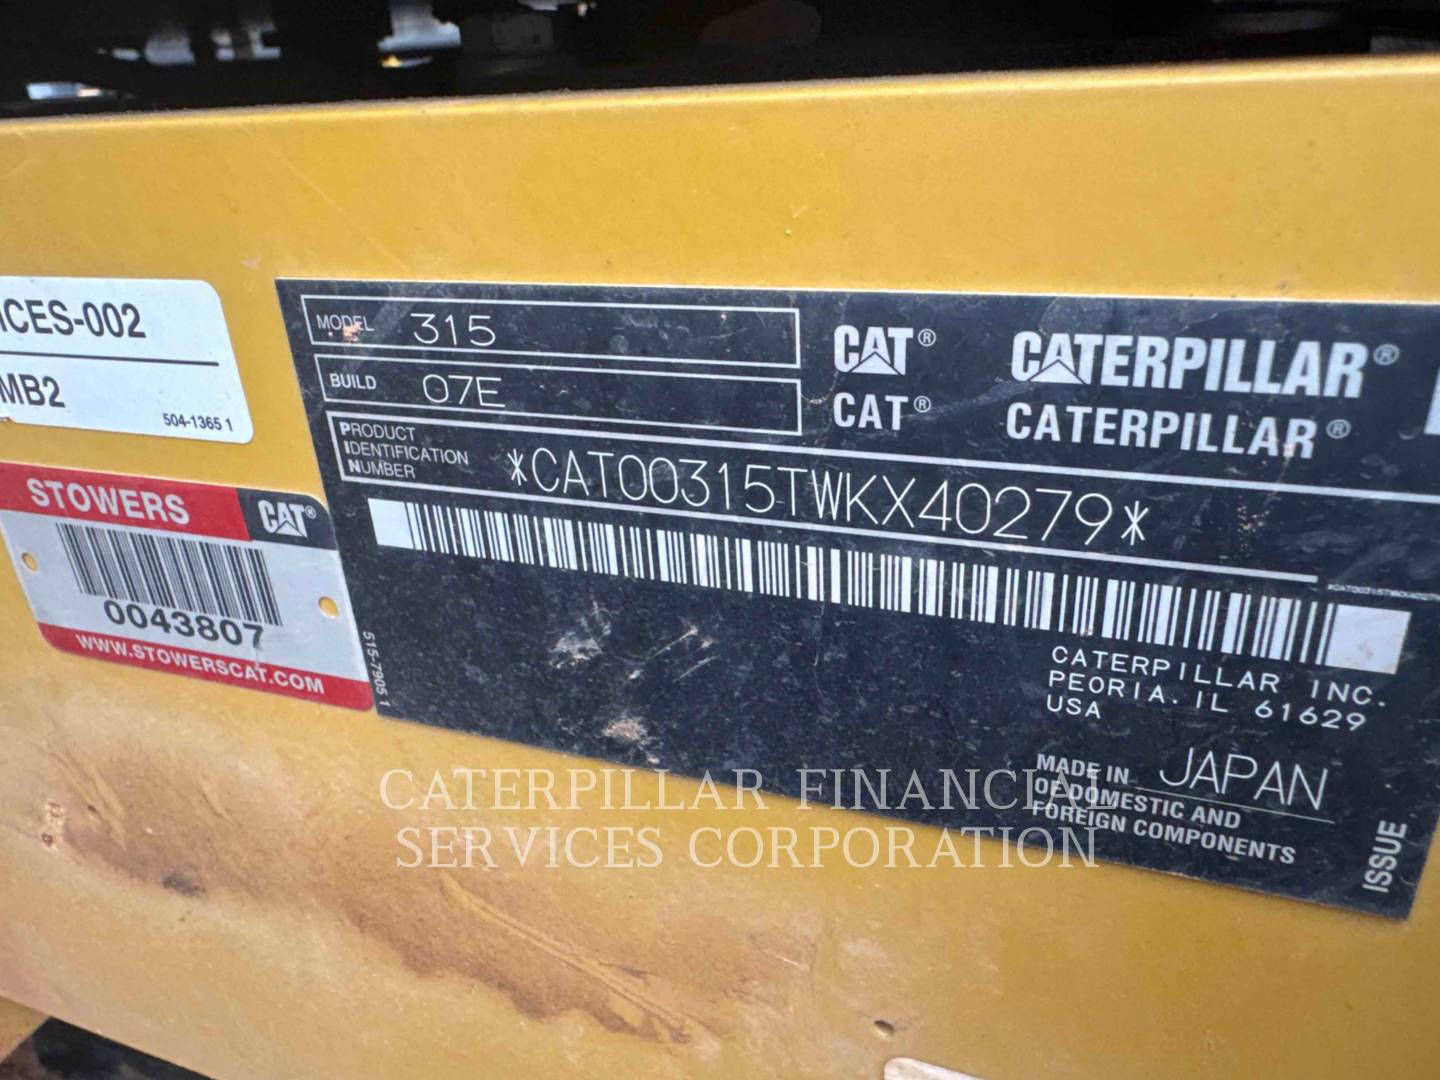 ICES-002
MB2
504-1365 1
STOWERS CAT®
0043807
WWW.STOWERSCAT.COM
MODEL 315
BUILD 07E
PRODUCT
IDENTIFICATION
NUMBER
*CAT00315TWKX40279*
CAT® CATERPILLAR®
CAT® CATERPILLAR®
*CAT00315TWKX40279
515-7905 1
CATERPILLAR INC.
PEORIA, IL 61629
USA
MADE IN JAPAN
OF DOMESTIC AND
FOREIGN COMPONENTS
ISSUE
CATERPILLAR FINANCIAL
SERVICES CORPORATION